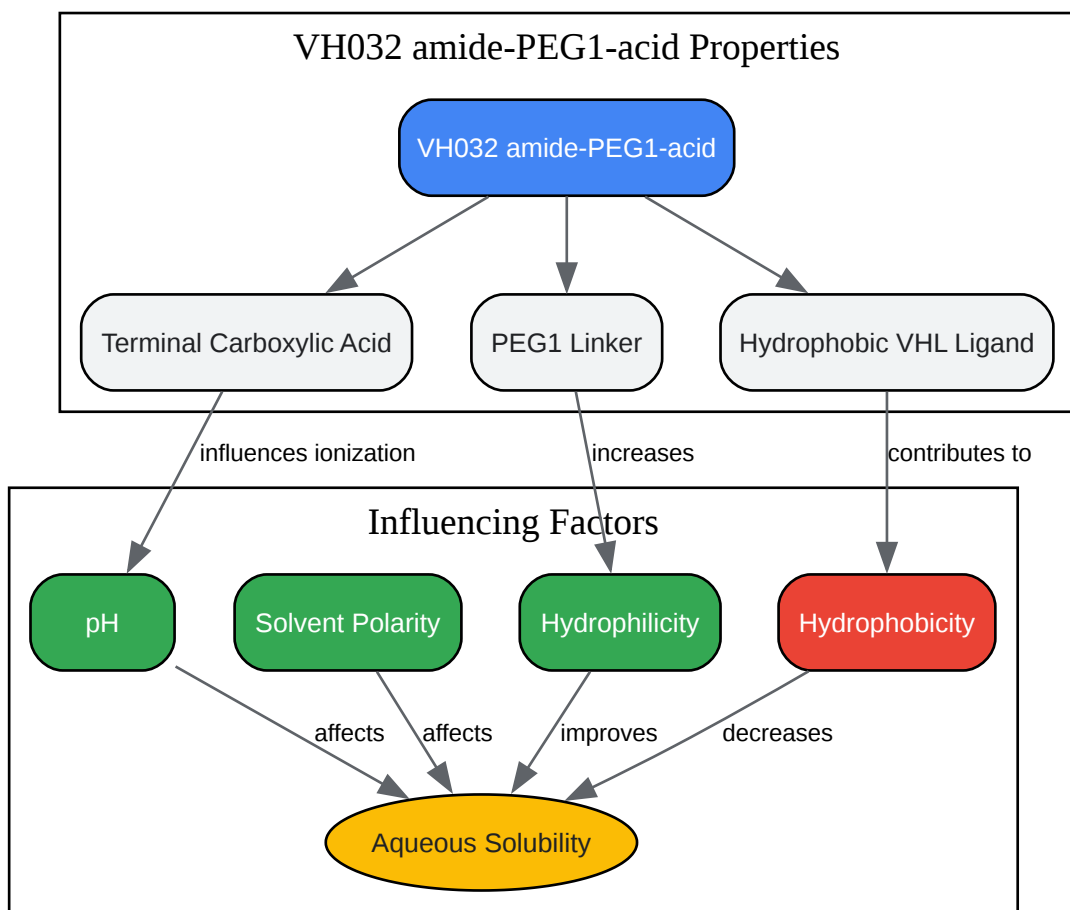 VH032 amide-PEG1-acid Properties
VH032 amide-PEG1-acid
Terminal Carboxylic Acid
PEG1 Linker
Hydrophobic VHL Ligand
influences ionization
increases
contributes to
Influencing Factors
pH
Solvent Polarity
Hydrophilicity
Hydrophobicity
affects
affects
improves
decreases
Aqueous Solubility